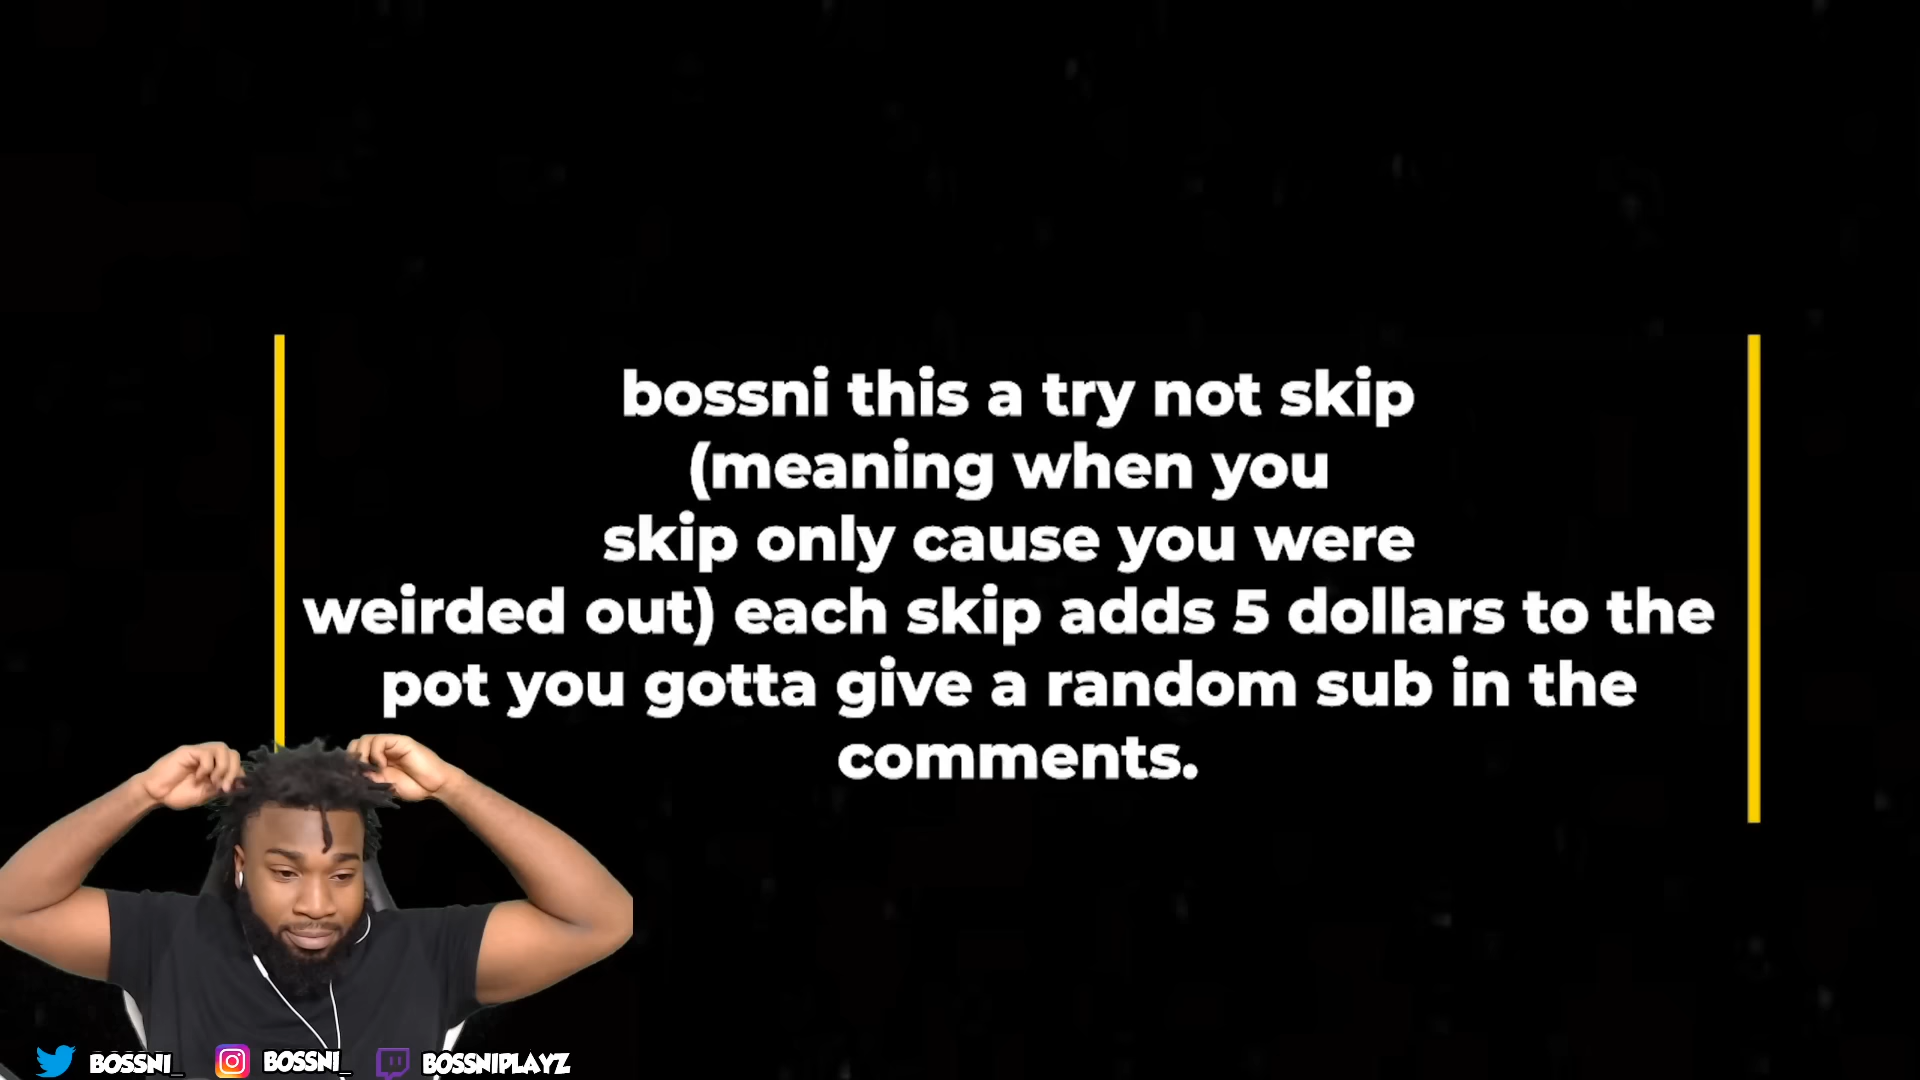 bossni this a try not skip
(meaning when you
skip only cause you were
weirded out) each skip adds 5 dollars to the
pot you gotta give a random sub in the
comments.
BOSSNI_ BOSSNI_ BOSSNIPLAYZ